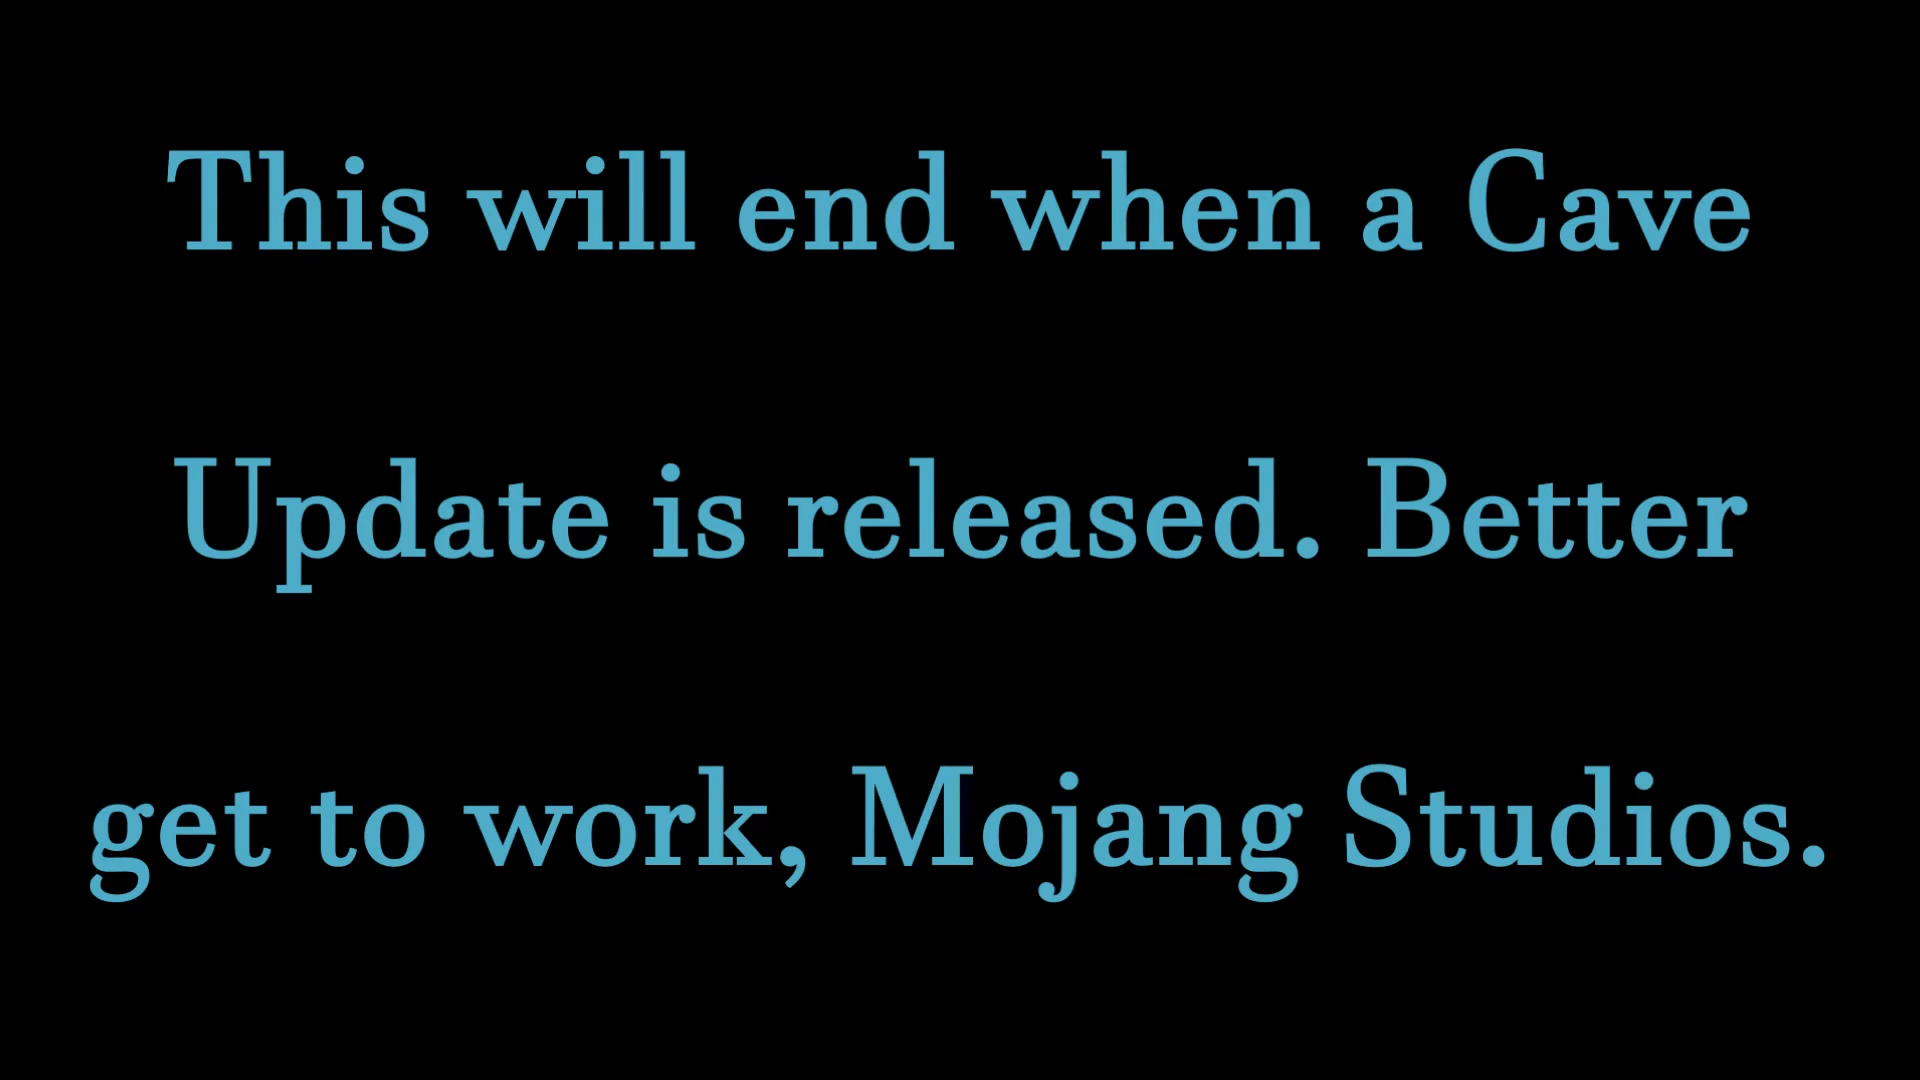 This will end when a Cave
Update is released. Better
get to work, Mojang Studios.